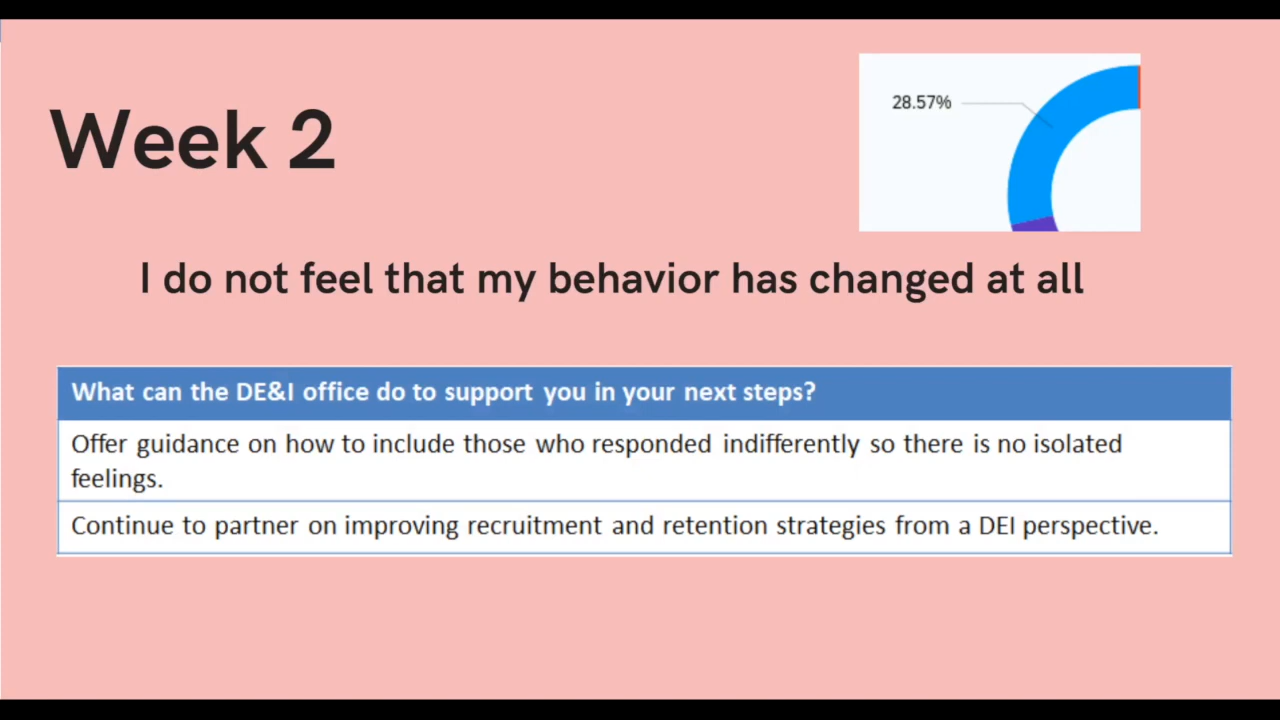 Week 2
28.57%
I do not feel that my behavior has changed at all
What can the DE&I office do to support you in your next steps?
Offer guidance on how to include those who responded indifferently so there is no isolated
feelings.
Continue to partner on improving recruitment and retention strategies from a DEI perspective.